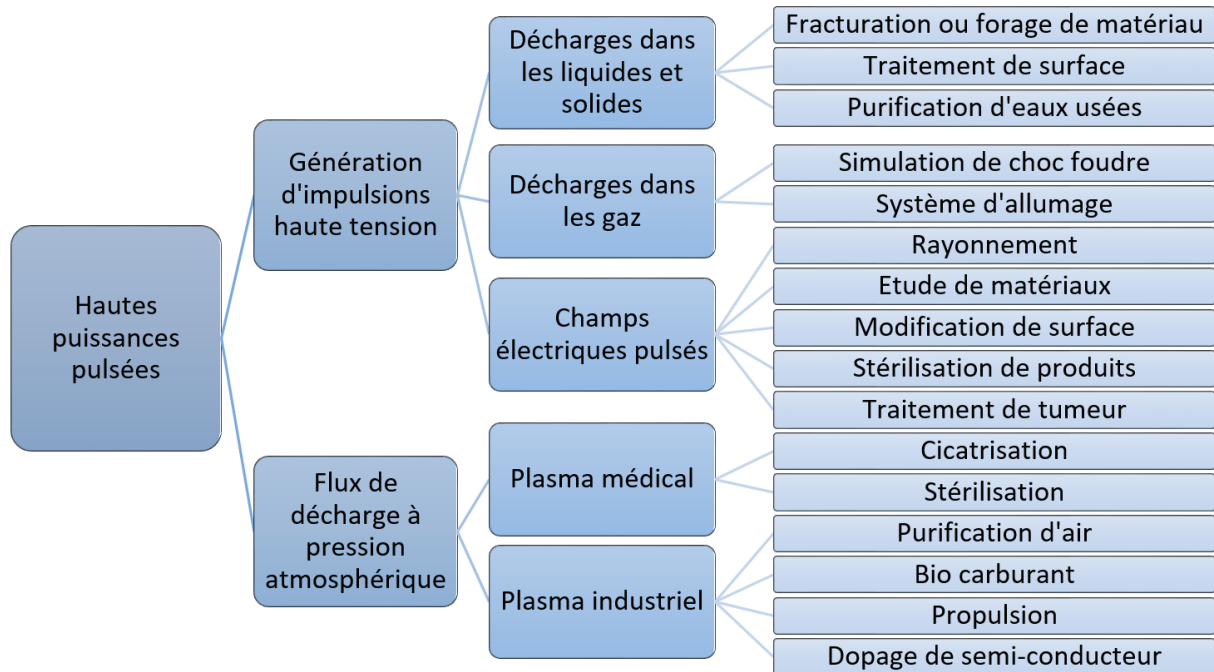 Hautes
puissances
pulsées
Génération
d'impulsions
haute tension
Flux de
décharge à
pression
atmosphérique
Décharges dans
les liquides et
solides
Décharges dans
les gaz
Champs
électriques pulsés
Plasma médical
Plasma industriel
Fracturation ou forage de matériau
Traitement de surface
Purification d'eaux usées
Simulation de choc foudre
Système d'allumage
Rayonnement
Etude de matériaux
Modification de surface
Stérilisation de produits
Traitement de tumeur
Cicatrisation
Stérilisation
Purification d'air
Bio carburant
Propulsion
Dopage de semi-conducteur